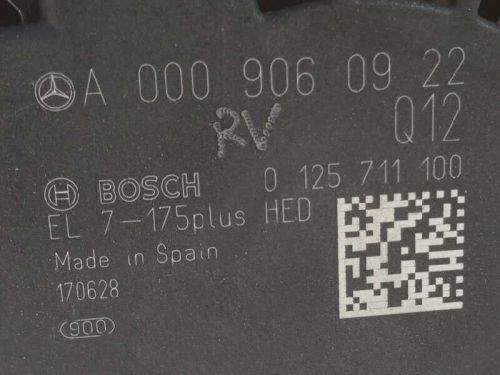 A 000 906 09 22
RV
Q12
BOSCH 0 125 711 100
EL 7-175plus HED
Made in Spain
170628
900